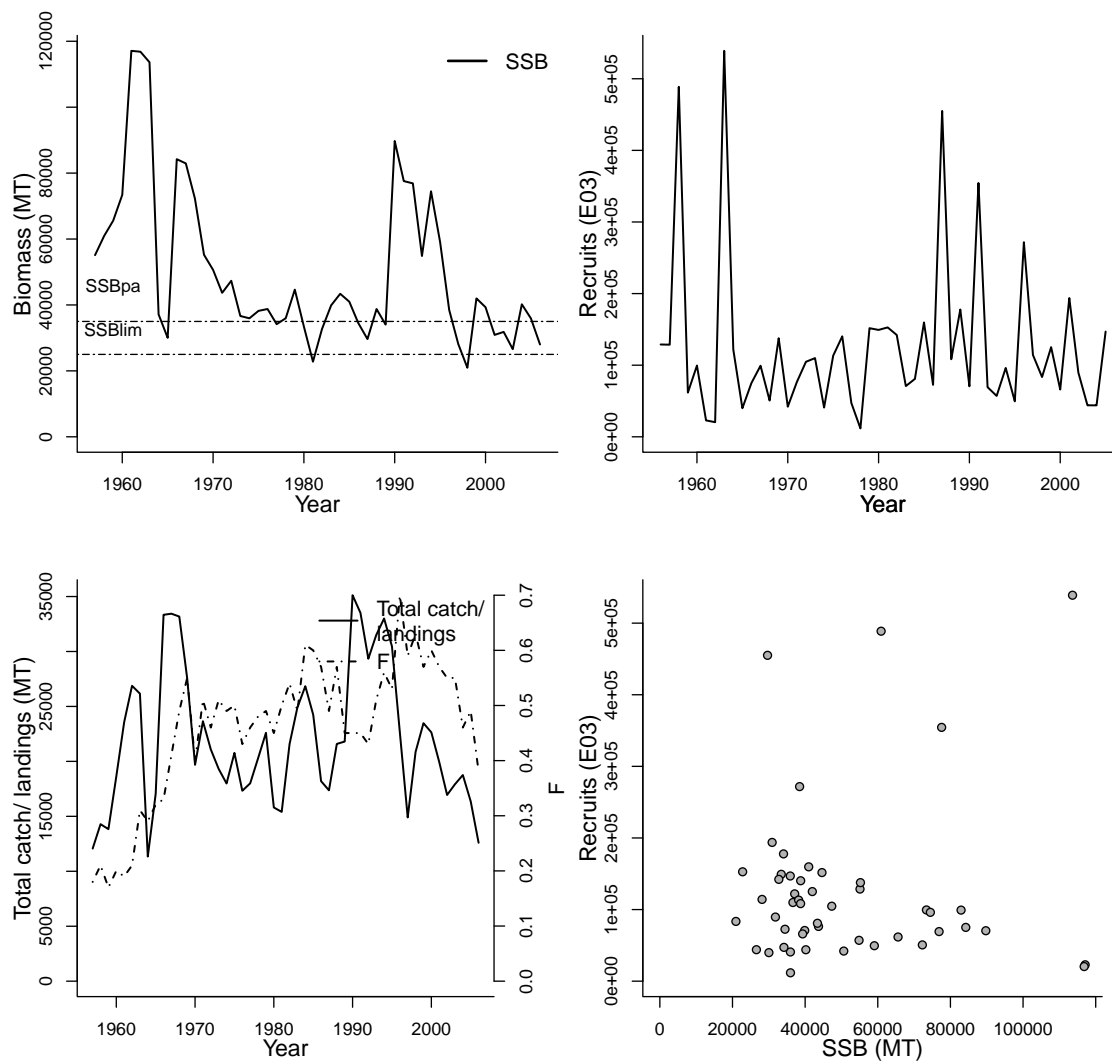 SSB
Biomass (MT)
120000
80000
60000
40000
20000
0
SSBpa
SSBlim
1960 1970 1980 1990 2000
Year
Recruits (E03)
5e+05
4e+05
3e+05
2e+05
1e+05
0e+00
1960 1970 1980 1990 2000
Year
Total catch/ landings (MT)
35000
25000
15000
5000
0
Total catch/
landings
F
0.7
0.6
0.5
0.4
0.3
0.2
0.1
0.0
F
1960 1970 1980 1990 2000
Year
Recruits (E03)
5e+05
4e+05
3e+05
2e+05
1e+05
0e+00
0 20000 40000 60000 80000 100000
SSB (MT)